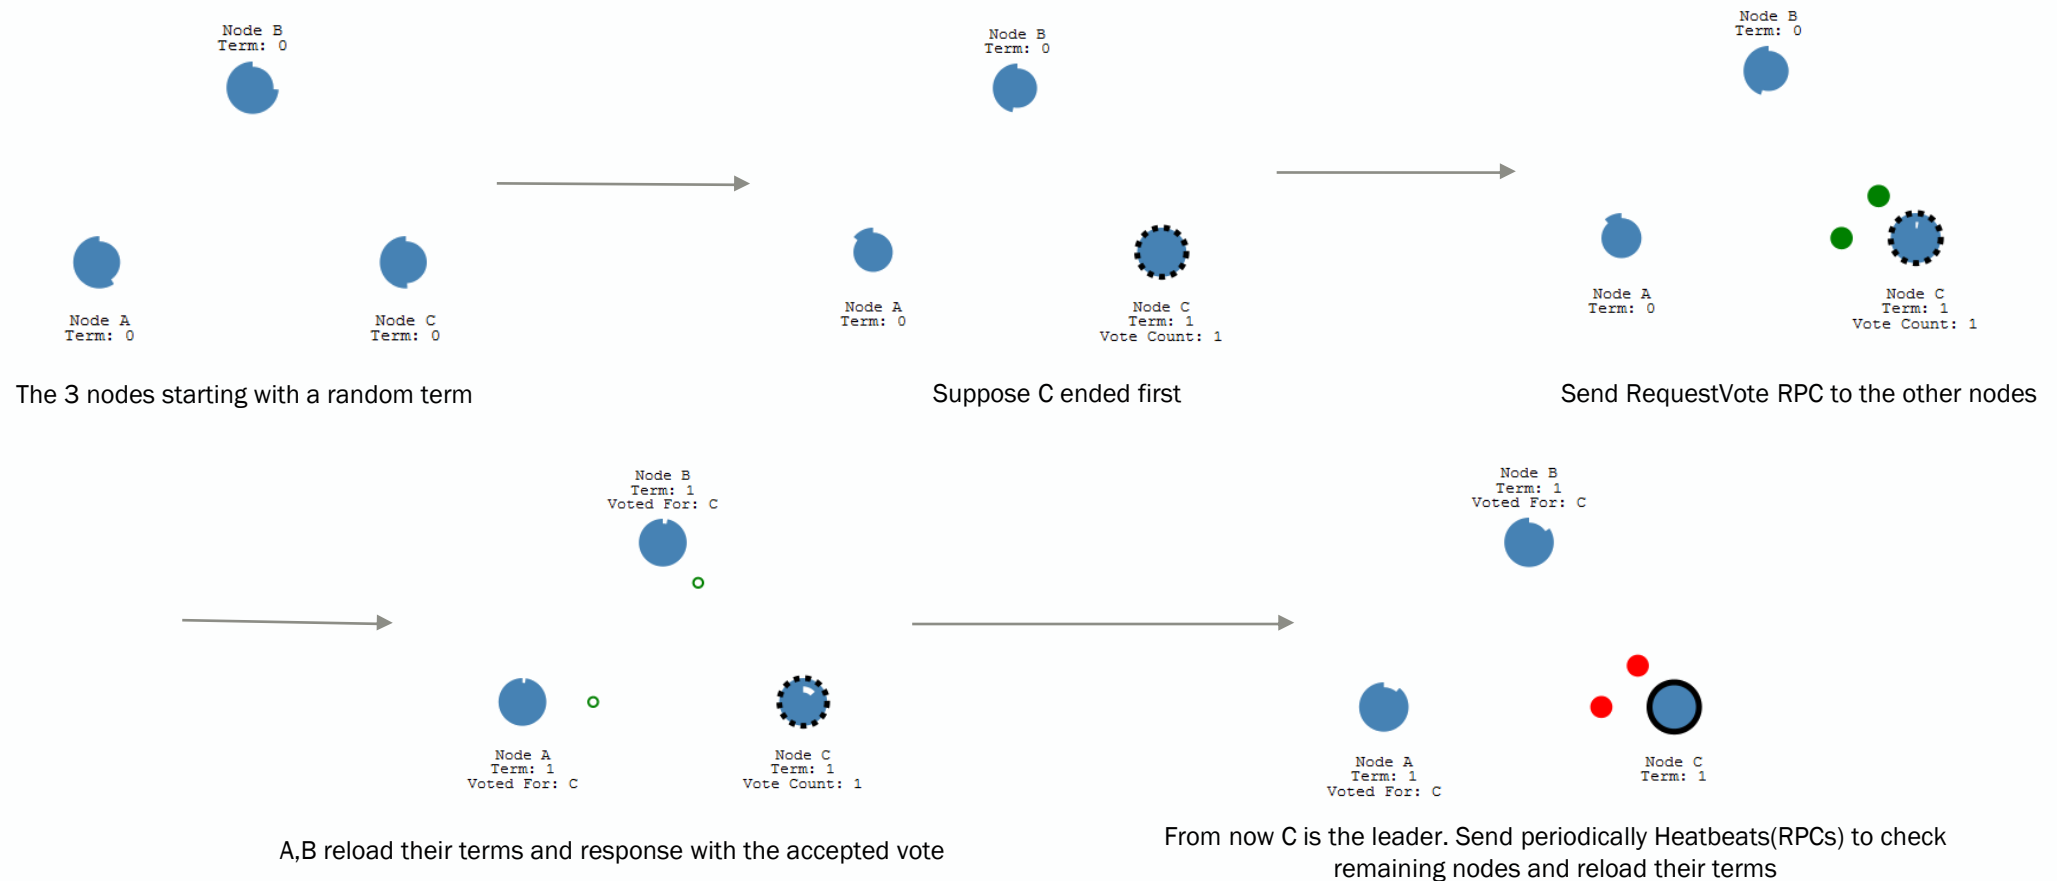 Node B
Term: 0
Node A
Term: 0
Node C
Term: 0
The 3 nodes starting with a random term
Node B
Term: 0
Node A
Term: 0
Node C
Term: 1
Vote Count: 1
Suppose C ended first
Node B
Term: 0
Node A
Term: 0
Node C
Term: 1
Vote Count: 1
Send RequestVote RPC to the other nodes
Node B
Term: 1
Voted For: C
Node A
Term: 1
Voted For: C
Node C
Term: 1
Vote Count: 1
A,B reload their terms and response with the accepted vote
Node B
Term: 1
Voted For: C
Node A
Term: 1
Voted For: C
Node C
Term: 1
From now C is the leader. Send periodically Heatbeats(RPCs) to check
remaining nodes and reload their terms